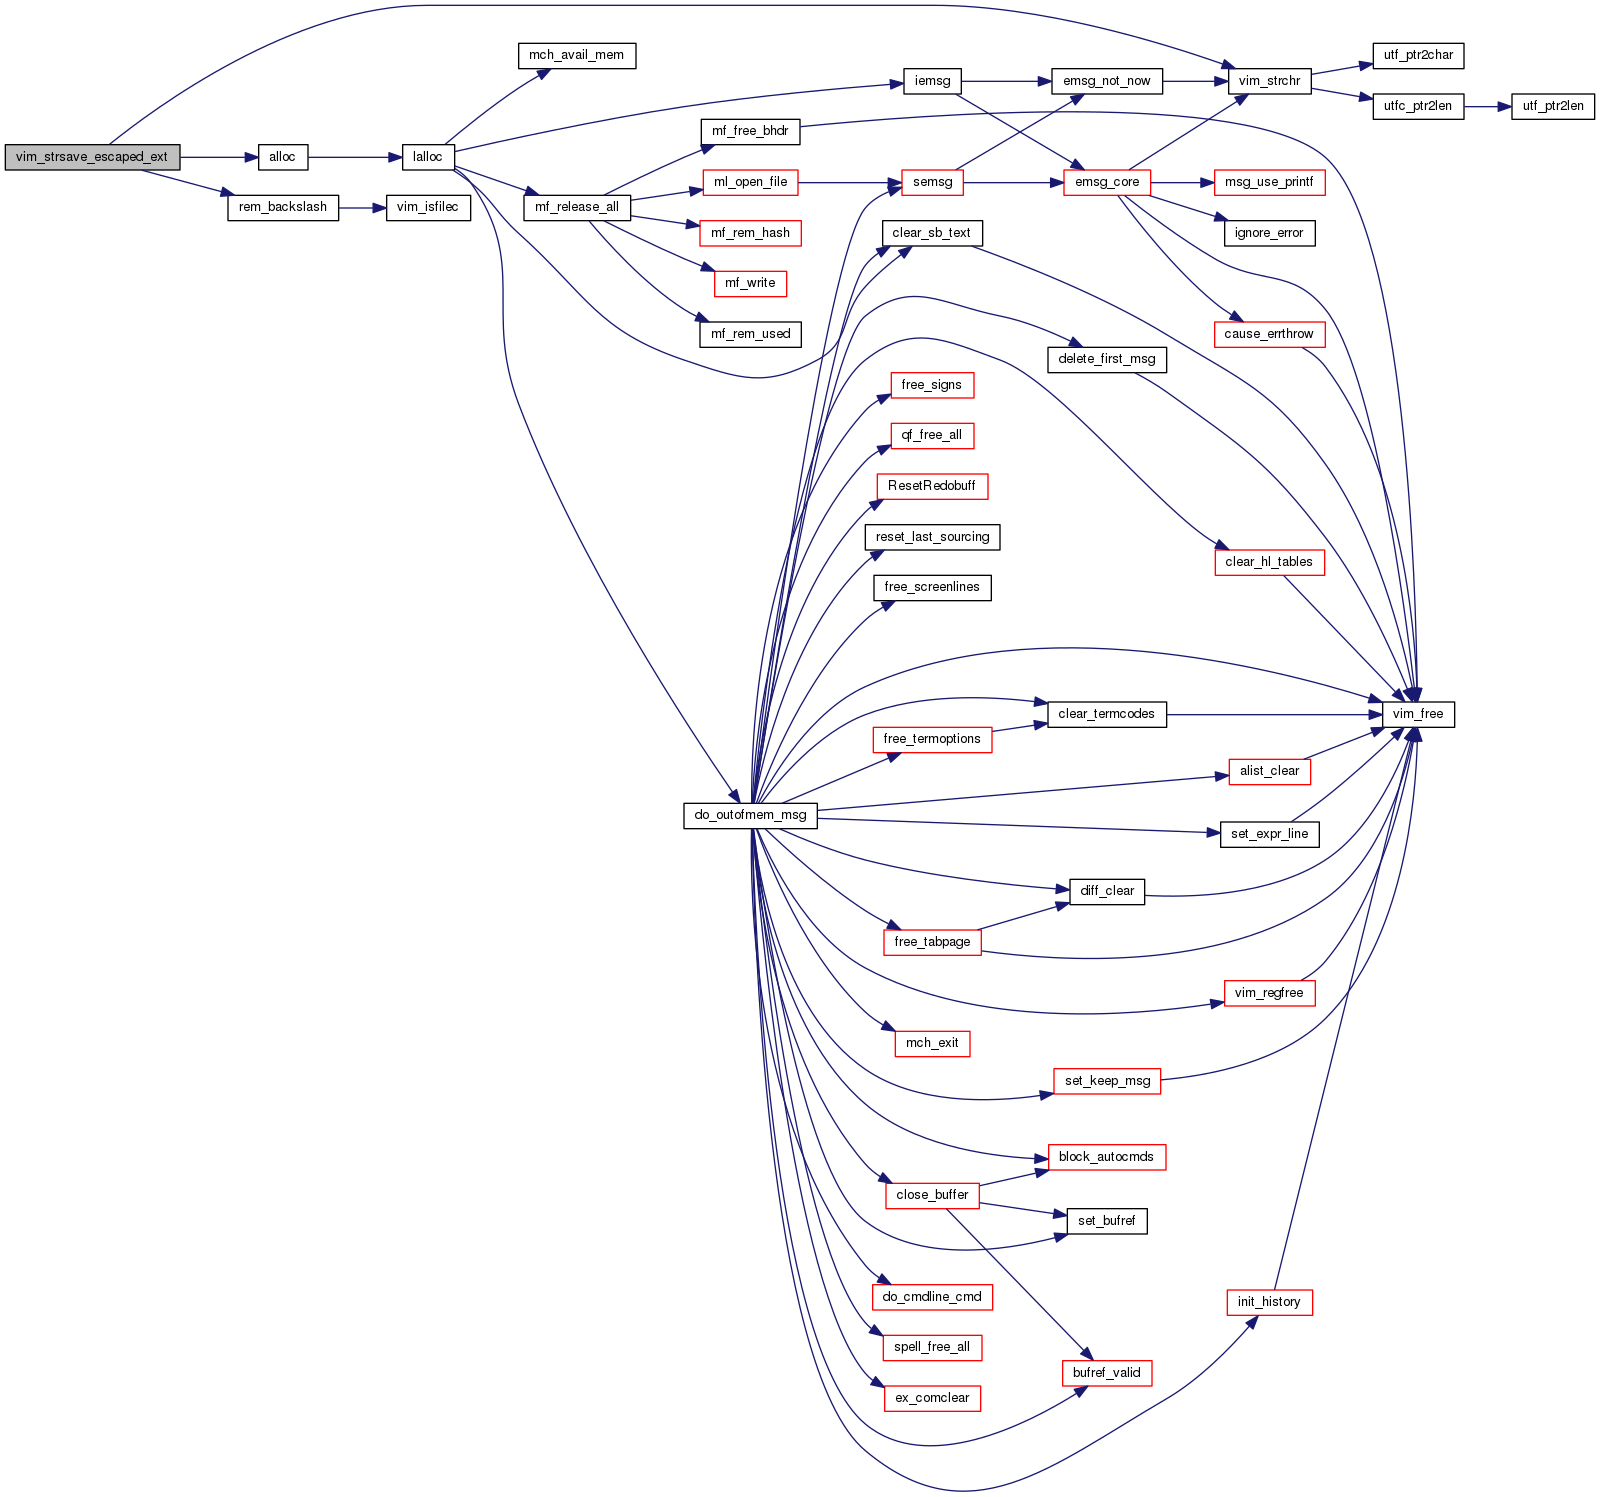 vim_strsave_escaped_ext
alloc
rem_backslash
lalloc
vim_isfilec
mch_avail_mem
mf_release_all
mf_free_bhdr
ml_open_file
mf_rem_hash
mf_write
mf_rem_used
do_outofmem_msg
iemsg
semsg
clear_sb_text
free_signs
qf_free_all
ResetRedobuff
reset_last_sourcing
free_screenlines
free_termoptions
free_tabpage
mch_exit
close_buffer
do_cmdline_cmd
spell_free_all
ex_comclear
emsg_not_now
emsg_core
delete_first_msg
clear_termcodes
diff_clear
set_keep_msg
block_autocmds
set_bufref
bufref_valid
vim_strchr
msg_use_printf
ignore_error
cause_errthrow
clear_hl_tables
alist_clear
set_expr_line
vim_regfree
init_history
utf_ptr2char
utfc_ptr2len
vim_free
utf_ptr2len